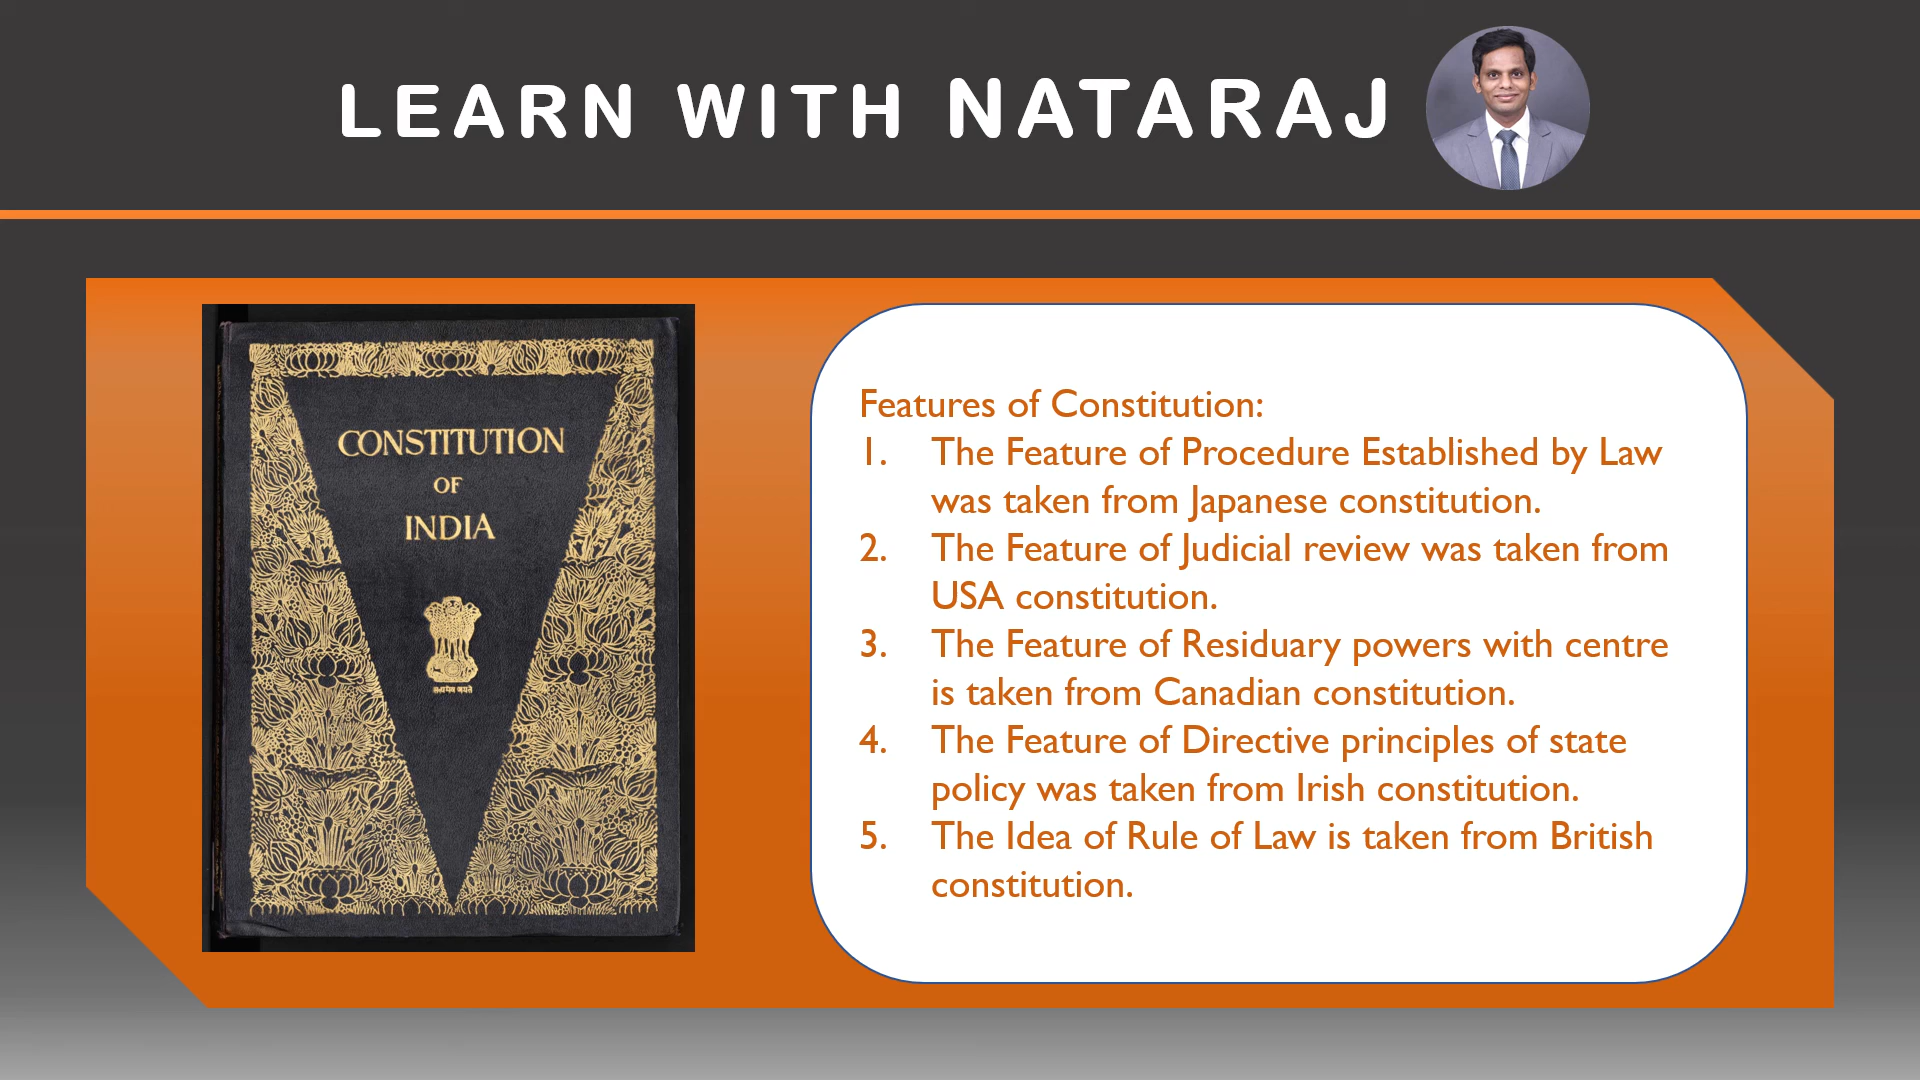 LEARN WITH NATARAJ
CONSTITUTION
OF
INDIA
सत्यमेव जयते
Features of Constitution:
1. The Feature of Procedure Established by Law
was taken from Japanese constitution.
2. The Feature of Judicial review was taken from
USA constitution.
3. The Feature of Residuary powers with centre
is taken from Canadian constitution.
4. The Feature of Directive principles of state
policy was taken from Irish constitution.
5. The Idea of Rule of Law is taken from British
constitution.